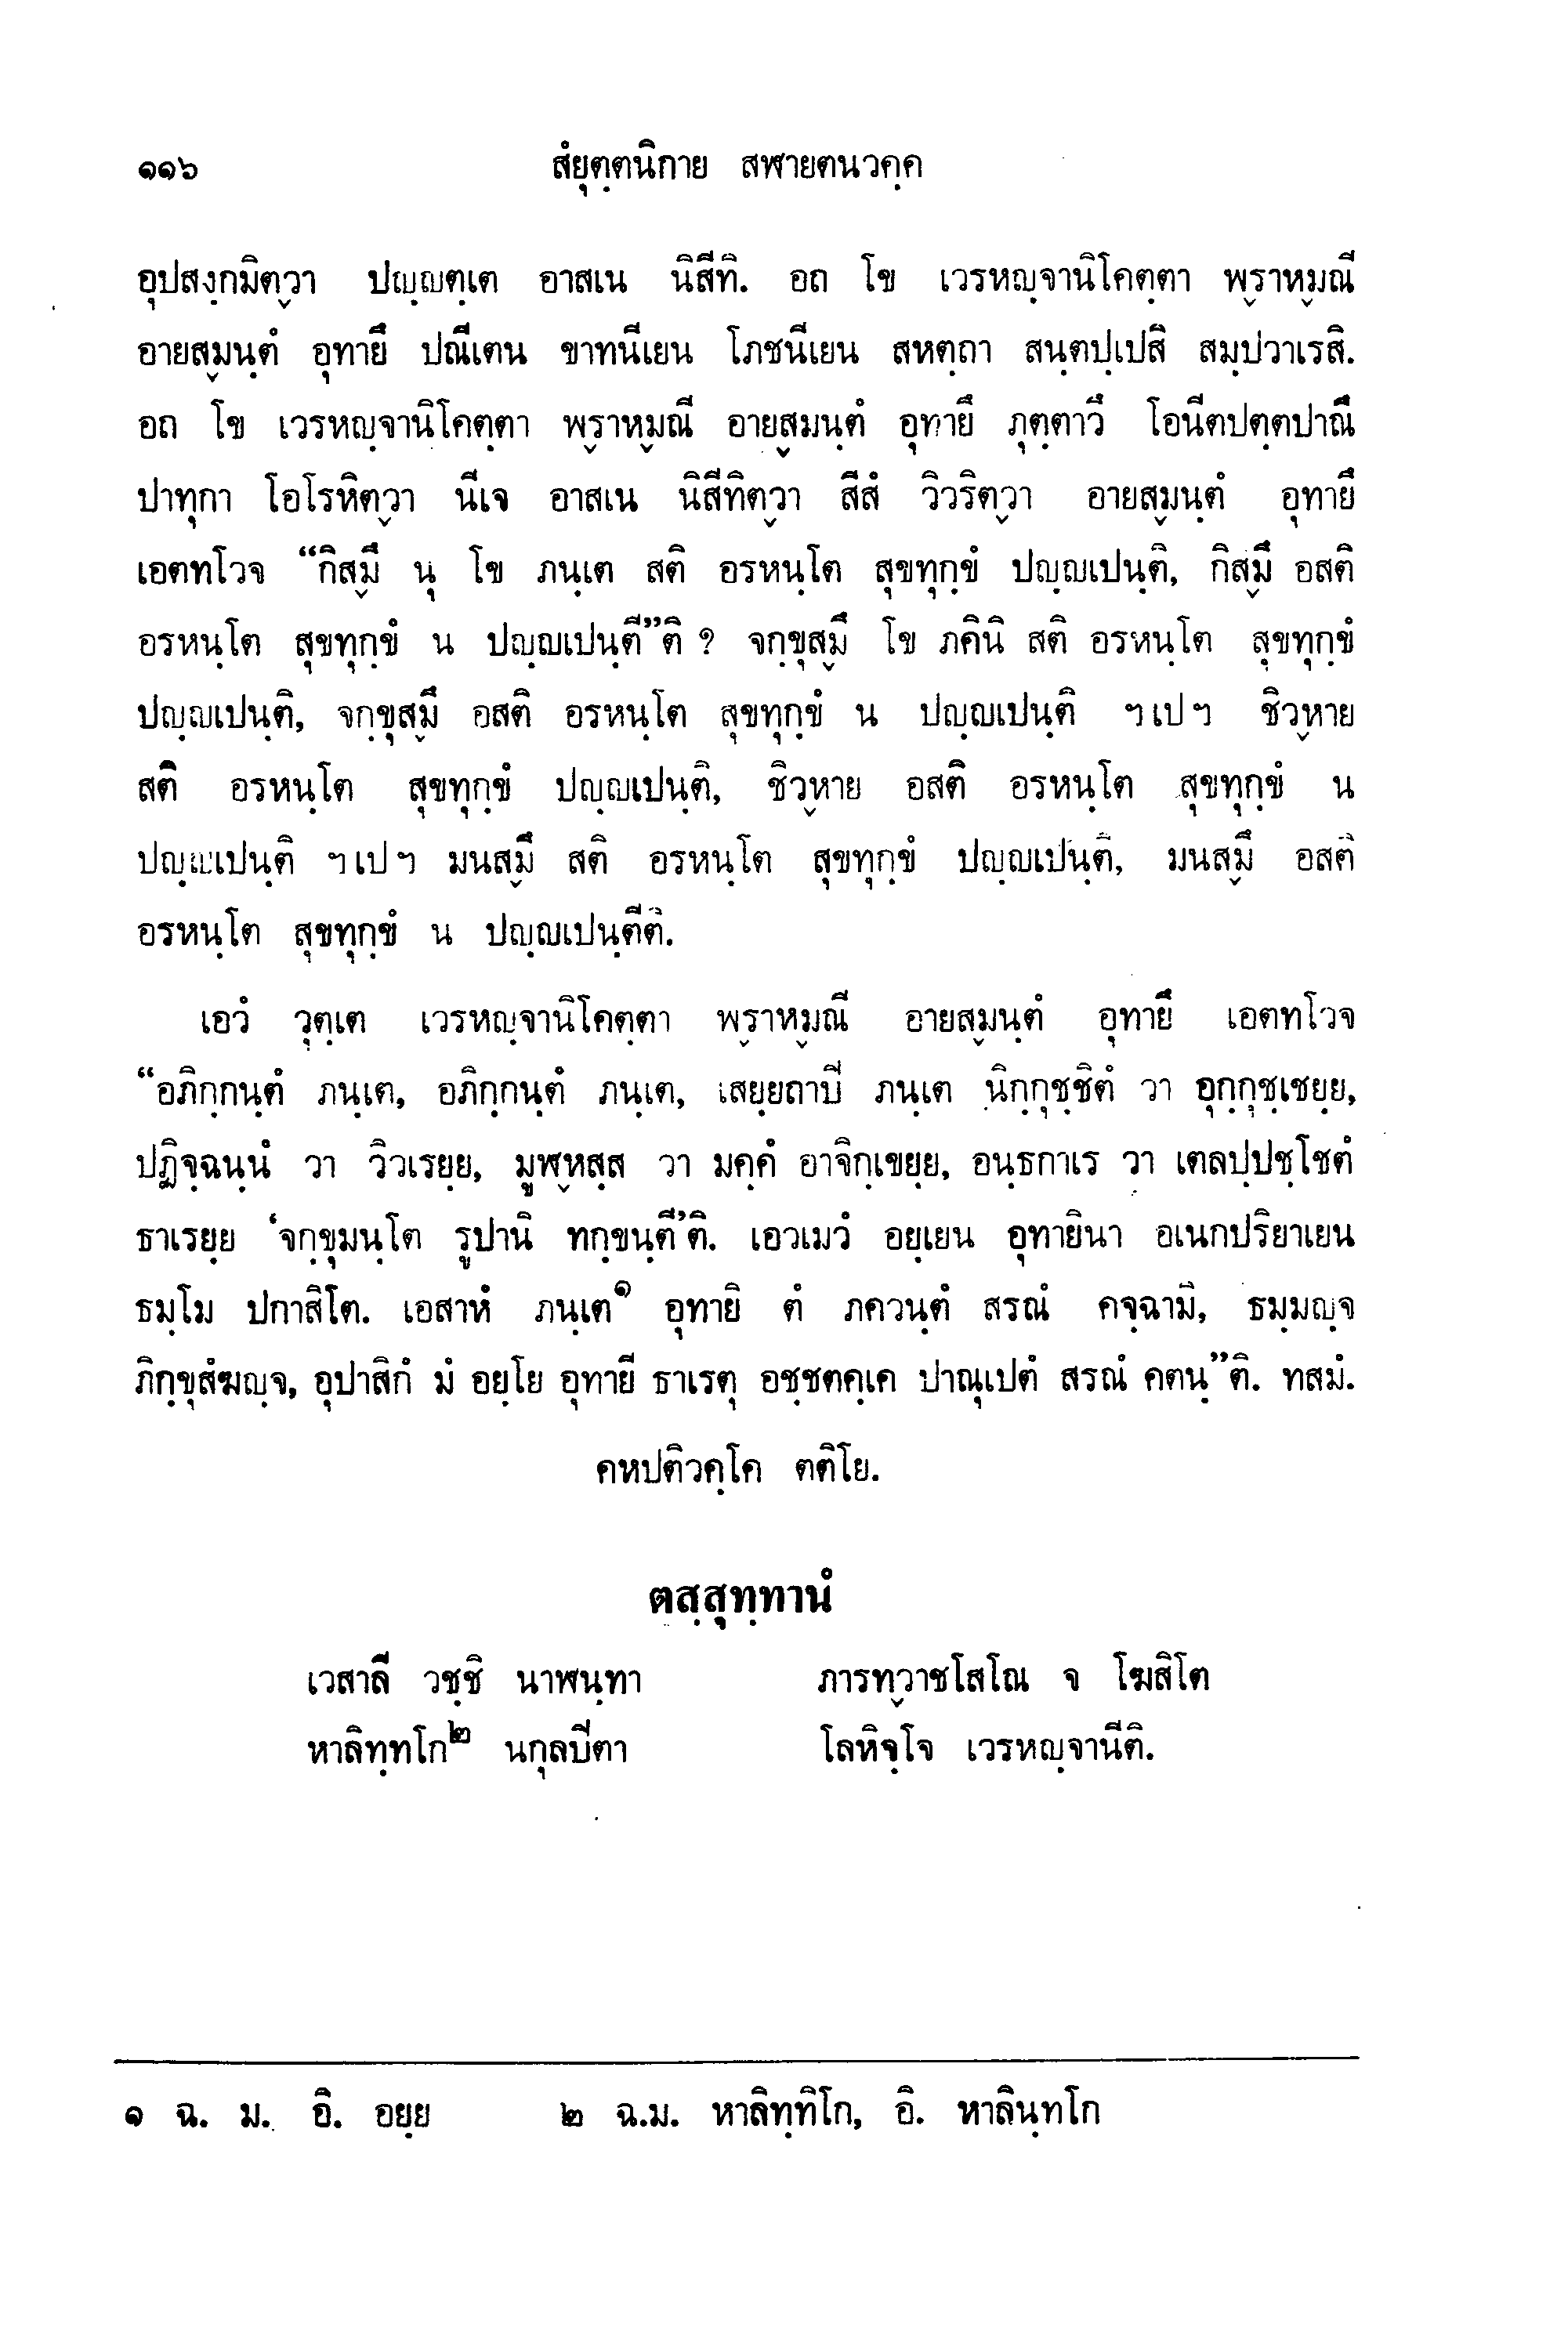 ๑๑๖ สํยุตฺตนิกาย สฬายตนวคฺค
อุปสงฺกมิตฺวา ปญฺญตฺเต อาสเน นิสีทิ. อถ โข เวรหญฺจานิโคตฺตา พฺราหฺมณี
อายสฺมนฺตํ อุทายึ ปณีเตน ขาทนีเยน โภชนีเยน สหตฺถา สนฺตปฺเปสิ สมฺปวาเรสิ.
อถ โข เวรหญฺจานิโคตฺตา พฺราหฺมณี อายสฺมนฺตํ อุทายึ ภุตฺตาวึ โอนีตปตฺตปาณึ
ปาทุกา โอโรหิตฺวา นีเจ อาสเน นิสีทิตฺวา สีสํ วิวริตฺวา อายสฺมนฺตํ อุทายึ
เอตทโวจ “กิสฺมึ นุ โข ภนฺเต สติ อรหนฺโต สุขทุกฺขํ ปญฺญเปนฺติ, กิสฺมึ อสติ
อรหนฺโต สุขทุกฺขํ น ปญฺญเปนฺตี”ติ ? จกฺขุสฺมึ โข ภคินิ สติ อรหนฺโต สุขทุกฺขํ
ปญฺญเปนฺติ, จกฺขุสฺมึ อสติ อรหนฺโต สุขทุกฺขํ น ปญฺญเปนฺติ ฯเปฯ ชิวฺหาย
สติ อรหนฺโต สุขทุกฺขํ ปญฺญเปนฺติ, ชิวฺหาย อสติ อรหนฺโต สุขทุกฺขํ น
ปญฺญเปนฺติ ฯเปฯ มนสฺมึ สติ อรหนฺโต สุขทุกฺขํ ปญฺญเปนฺติ, มนสฺมึ อสติ
อรหนฺโต สุขทุกฺขํ น ปญฺญเปนฺตีติ.
เอวํ วุตฺเต เวรหญฺจานิโคตฺตา พฺราหฺมณี อายสฺมนฺตํ อุทายึ เอตทโวจ
“อภิกฺกนฺตํ ภนฺเต, อภิกฺกนฺตํ ภนฺเต, เสยฺยถาปิ ภนฺเต นิกฺกุชฺชิตํ วา อุกฺกุชฺเชยฺย,
ปฏิจฺฉนฺนํ วา วิวเรยฺย, มูฬฺหสฺส วา มคฺคํ อาจิกฺเขยฺย, อนฺธกาเร วา เตลปฺปชฺโชตํ
ธาเรยฺย ‘จกฺขุมนฺโต รูปานิ ทกฺขนฺตี’ติ. เอวเมวํ อยฺเยน อุทายินา อเนกปริยาเยน
ธมฺโม ปกาสิโต. เอสาหํ ภนฺเต๑ อุทายิ ตํ ภควนฺตํ สรณํ คจฺฉามิ, ธมฺมญฺจ
ภิกฺขุสํฆญฺจ, อุปาสิกํ มํ อยฺโย อุทายี ธาเรตุ อชฺชตคฺเค ปาณุเปตํ สรณํ คตนฺ”ติ. ทสมํ.
คหปติวคฺโค ตติโย.
ตสฺสุทฺทานํ
เวสาลี วชฺชิ นาฬนฺทา ภารทฺวาชโสโณ จ โฆสิโต
หาลิทฺทโก๒ นกุลปิตา โลหิจฺโจ เวรหญฺจานีติ.
๑ ฉ. ม. อิ. อยฺย ๒ ฉ.ม. หาลิทฺทิโก, อิ. หาลินฺทโก